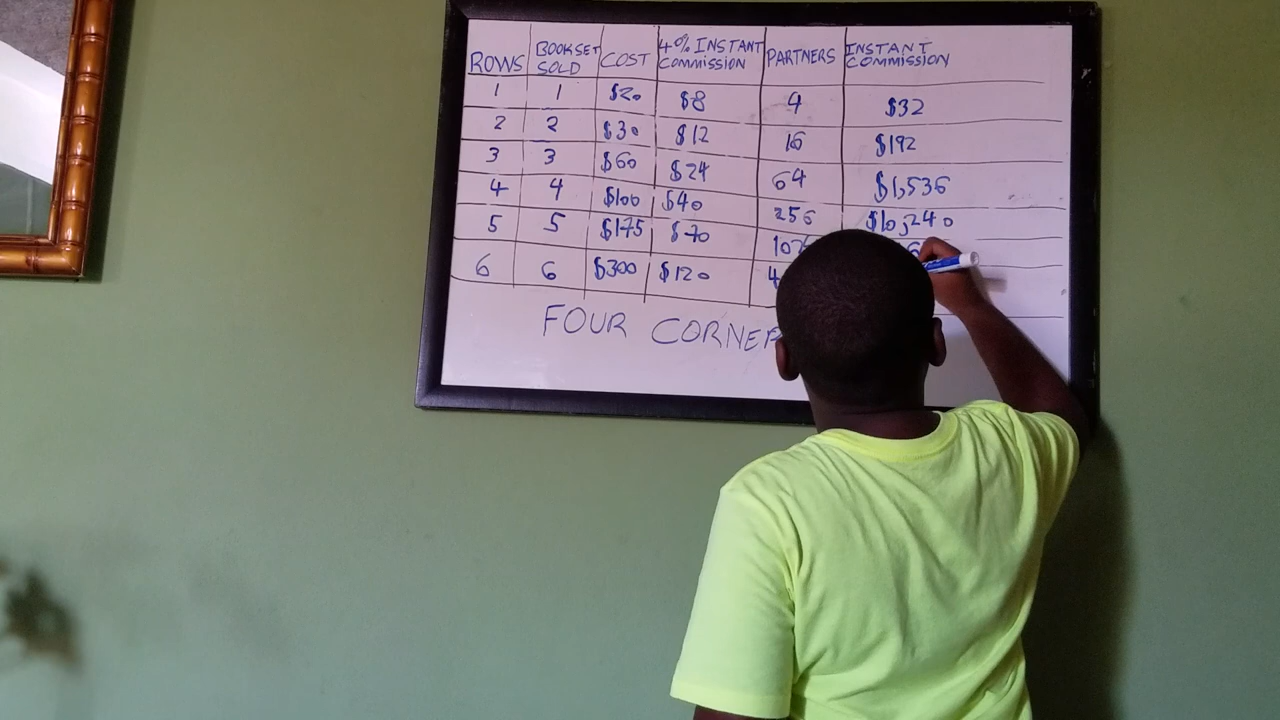 ROWS BOOKSET SOLD COST 4% INSTANT COMMISSION PARTNERS INSTANT COMMISSION
1 1 $20 $8 4 $32
2 2 $30 $12 16 $192
3 3 $60 $24 64 $1,536
4 4 $100 $40 256 $10,240
5 5 $175 $70
6 6 $300 $120
FOUR